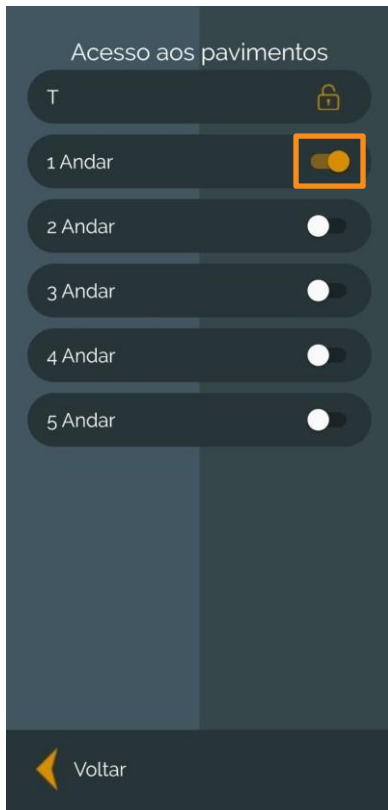 Acesso aos pavimentos
T
1 Andar
2 Andar
3 Andar
4 Andar
5 Andar
Voltar